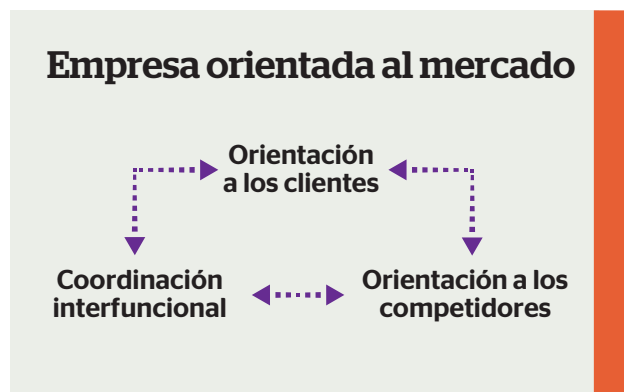 Empresa orientada al mercado
Orientación
a los clientes
Coordinación
interfuncional
Orientación a los
competidores